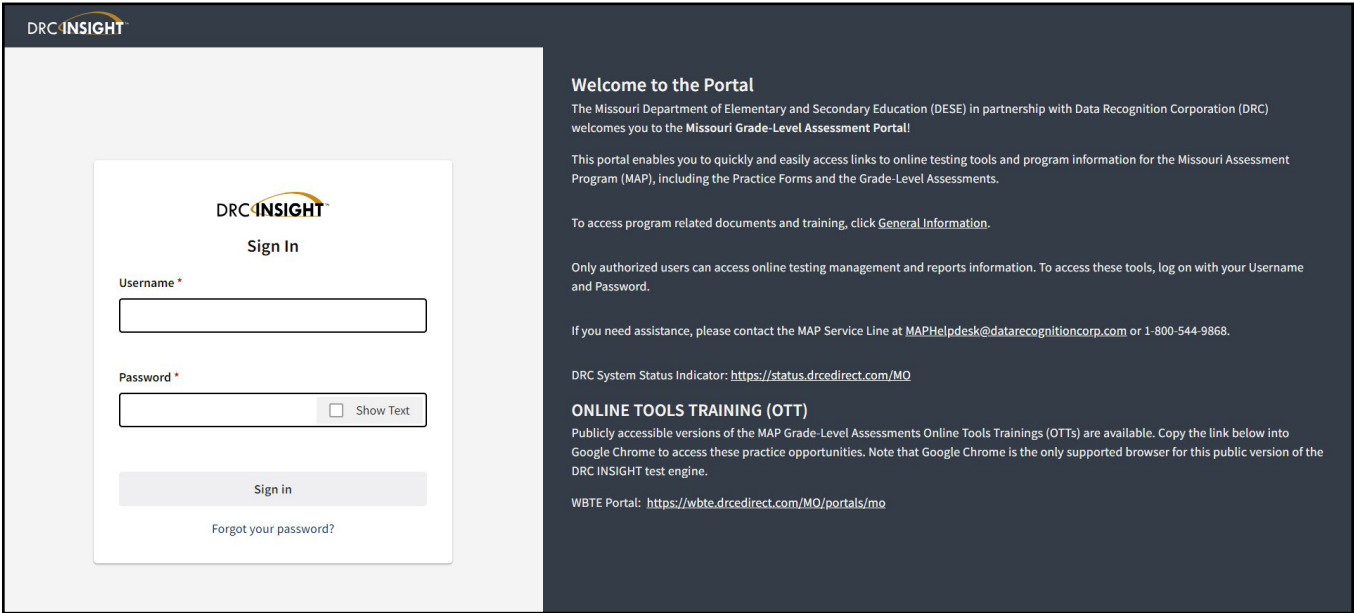 DRC INSIGHT™
DRC INSIGHT™
Sign In
Username *
Password *
Show Text
Sign in
Forgot your password?
Welcome to the Portal
The Missouri Department of Elementary and Secondary Education (DESE) in partnership with Data Recognition Corporation (DRC)
welcomes you to the Missouri Grade-Level Assessment Portal!
This portal enables you to quickly and easily access links to online testing tools and program information for the Missouri Assessment
Program (MAP), including the Practice Forms and the Grade-Level Assessments.
To access program related documents and training, click General Information.
Only authorized users can access online testing management and reports information. To access these tools, log on with your Username
and Password.
If you need assistance, please contact the MAP Service Line at MAPHelpdesk@datarecognitioncorp.com or 1-800-544-9868.
DRC System Status Indicator: https://status.drcedirect.com/MO
ONLINE TOOLS TRAINING (OTT)
Publicly accessible versions of the MAP Grade-Level Assessments Online Tools Trainings (OTTs) are available. Copy the link below into
Google Chrome to access these practice opportunities. Note that Google Chrome is the only supported browser for this public version of the
DRC INSIGHT test engine.
WBTE Portal: https://wbte.drcedirect.com/MO/portals/mo